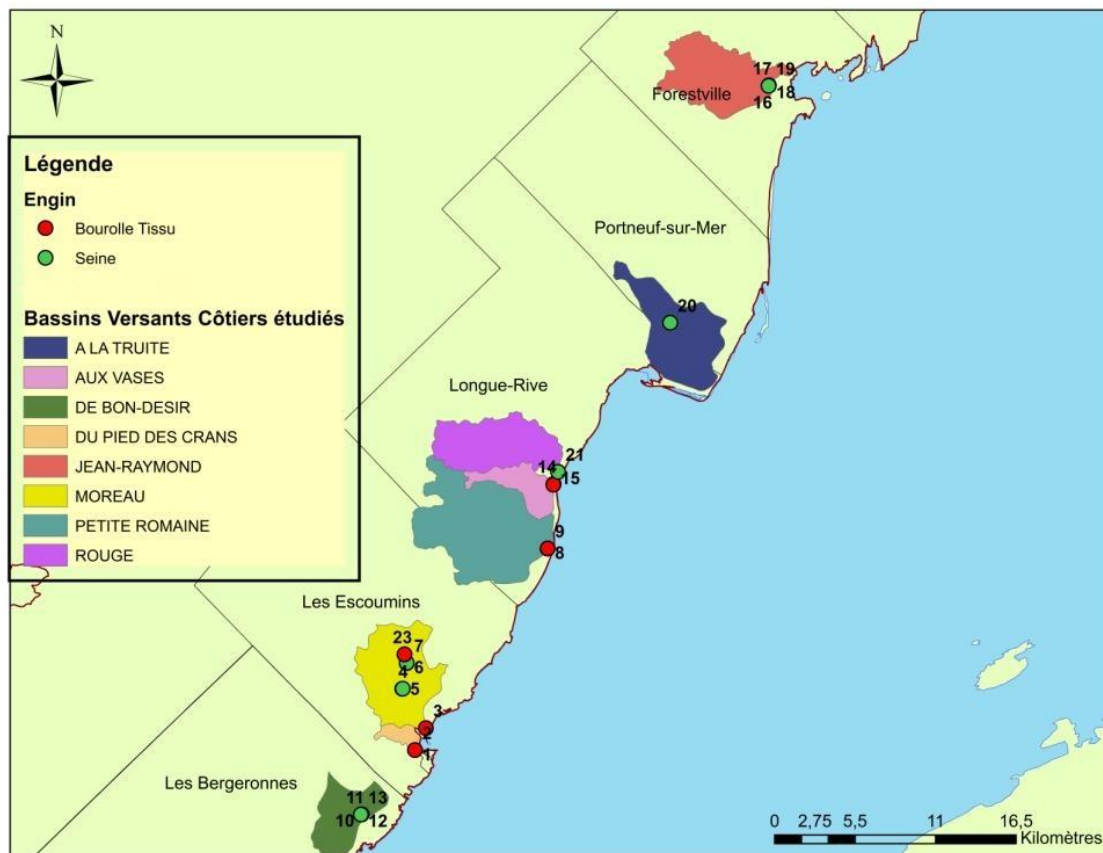 N
Légende
Engin
Bourolle Tissu
Seine
Bassins Versants Côtiers étudiés
A LA TRUITE
AUX VASES
DE BON-DESIR
DU PIED DES CRANS
JEAN-RAYMOND
MOREAU
PETITE ROMAINE
ROUGE
17 19
Forestville
18
16
Portneuf-sur-Mer
20
Longue-Rive
21
14
15
9
8
Les Escoumins
23
7
6
4
5
3
2
1
Les Bergeronnes
11 13
10 12
0 2,75 5,5 11 16,5
Kilomètres